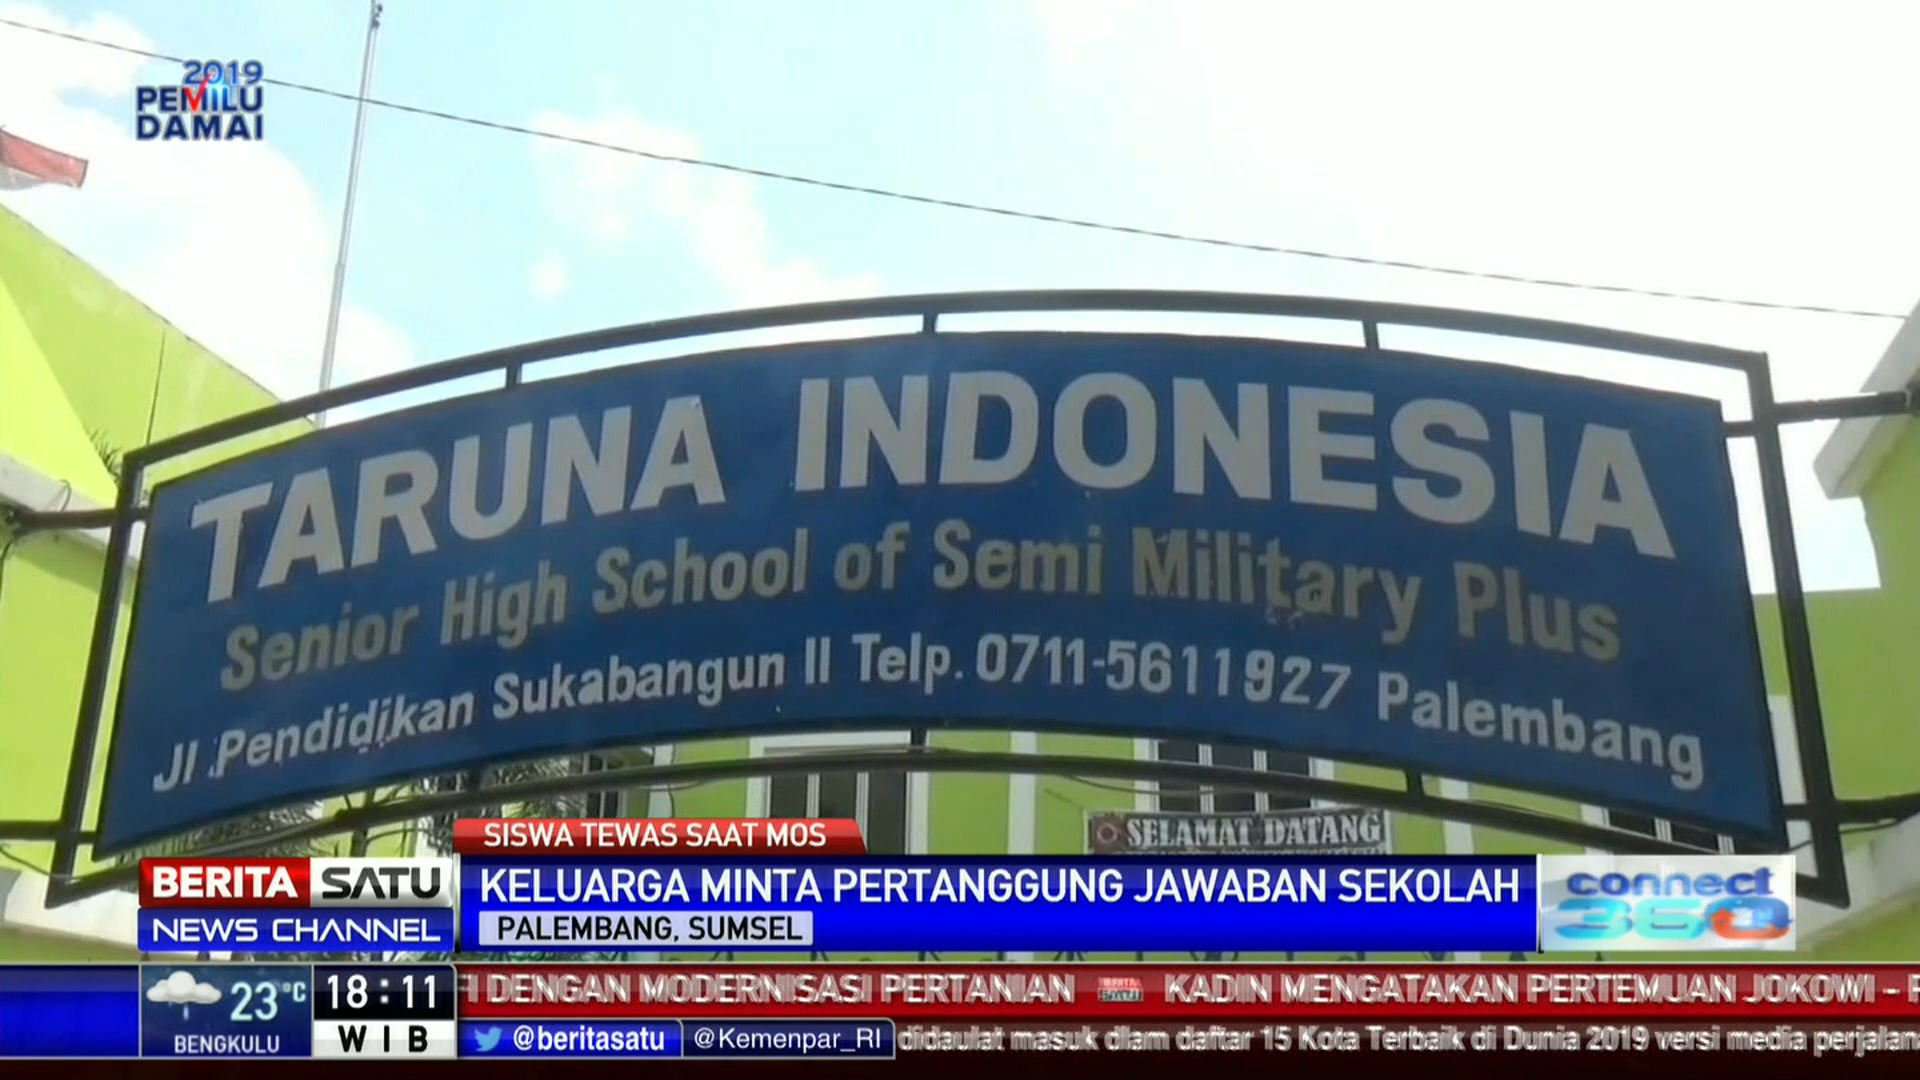 2019
PEMILU
DAMAI
TARUNA INDONESIA
Senior High School of Semi Military Plus
Jl .Pendidikan Sukabangun II Telp. 0711-5611927 Palembang
SELAMAT DATANG
SISWA TEWAS SAAT MOS
BERITA SATU
NEWS CHANNEL
KELUARGA MINTA PERTANGGUNG JAWABAN SEKOLAH
PALEMBANG, SUMSEL
connect
360
23°C
BENGKULU
18:11
WIB
DENGAN MODERNISASI PERTANIAN
KADIN MENGATAKAN PERTEMUAN JOKOWI -
@beritasatu
@Kemenpar_RI
didaulat masuk dlam daftar 15 Kota Terbaik di Dunia 2019 versi media